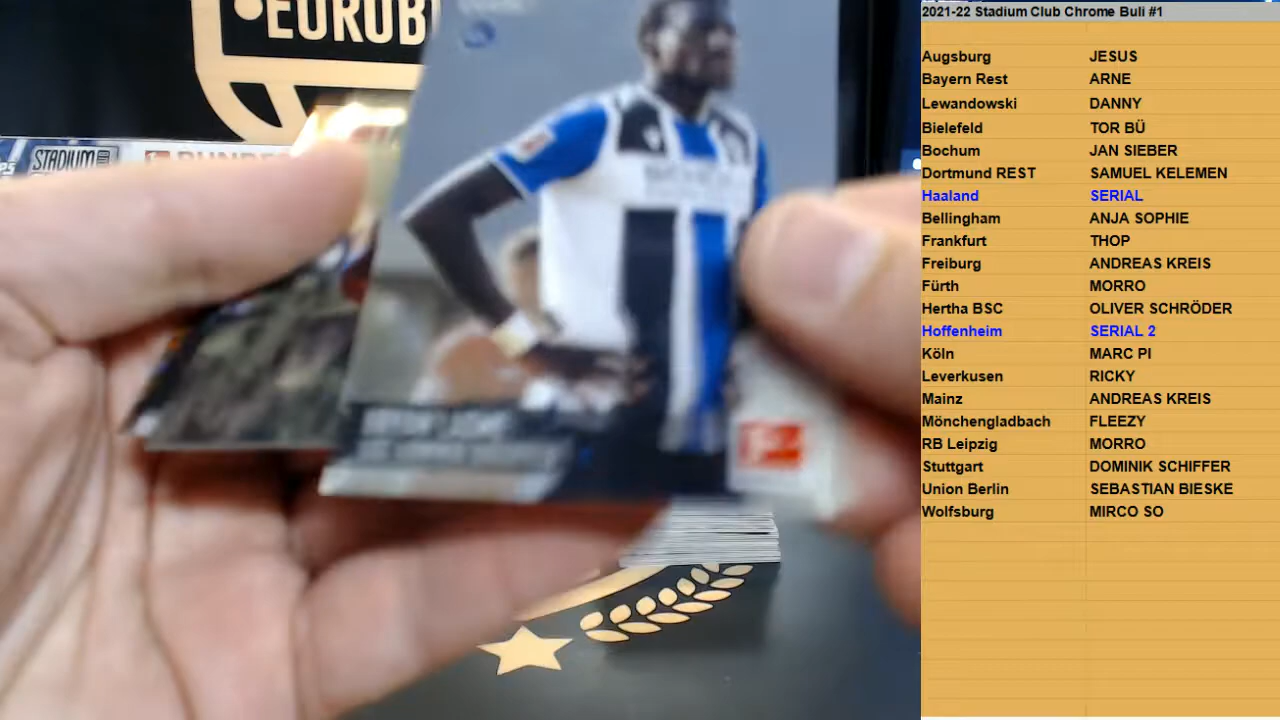 EUROB
STADIUM
2021-22 Stadium Club Chrome Buli #1
Augsburg JESUS
Bayern Rest ARNE
Lewandowski DANNY
Bielefeld TOR BÜ
Bochum JAN SIEBER
Dortmund REST SAMUEL KELEMEN
Haaland SERIAL
Bellingham ANJA SOPHIE
Frankfurt THOP
Freiburg ANDREAS KREIS
Fürth MORRO
Hertha BSC OLIVER SCHRÖDER
Hoffenheim SERIAL 2
Köln MARC PI
Leverkusen RICKY
Mainz ANDREAS KREIS
Mönchengladbach FLEEZY
RB Leipzig MORRO
Stuttgart DOMINIK SCHIFFER
Union Berlin SEBASTIAN BIESKE
Wolfsburg MIRCO SO